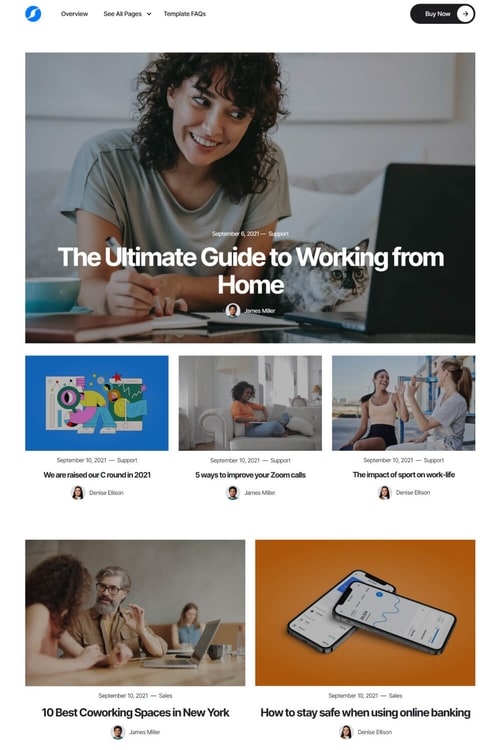 Overview
See All Pages
Template FAQs
Buy Now
September 6, 2021 — Support
The Ultimate Guide to Working from
Home
James Miller
September 10, 2021 — Support
We are raised our C round in 2021
Denise Ellison
September 10, 2021 — Support
5 ways to improve your Zoom calls
James Miller
September 10, 2021 — Support
The impact of sport on work-life
Denise Ellison
September 10, 2021 — Sales
10 Best Coworking Spaces in New York
James Miller
September 10, 2021 — Sales
How to stay safe when using online banking
Denise Ellison